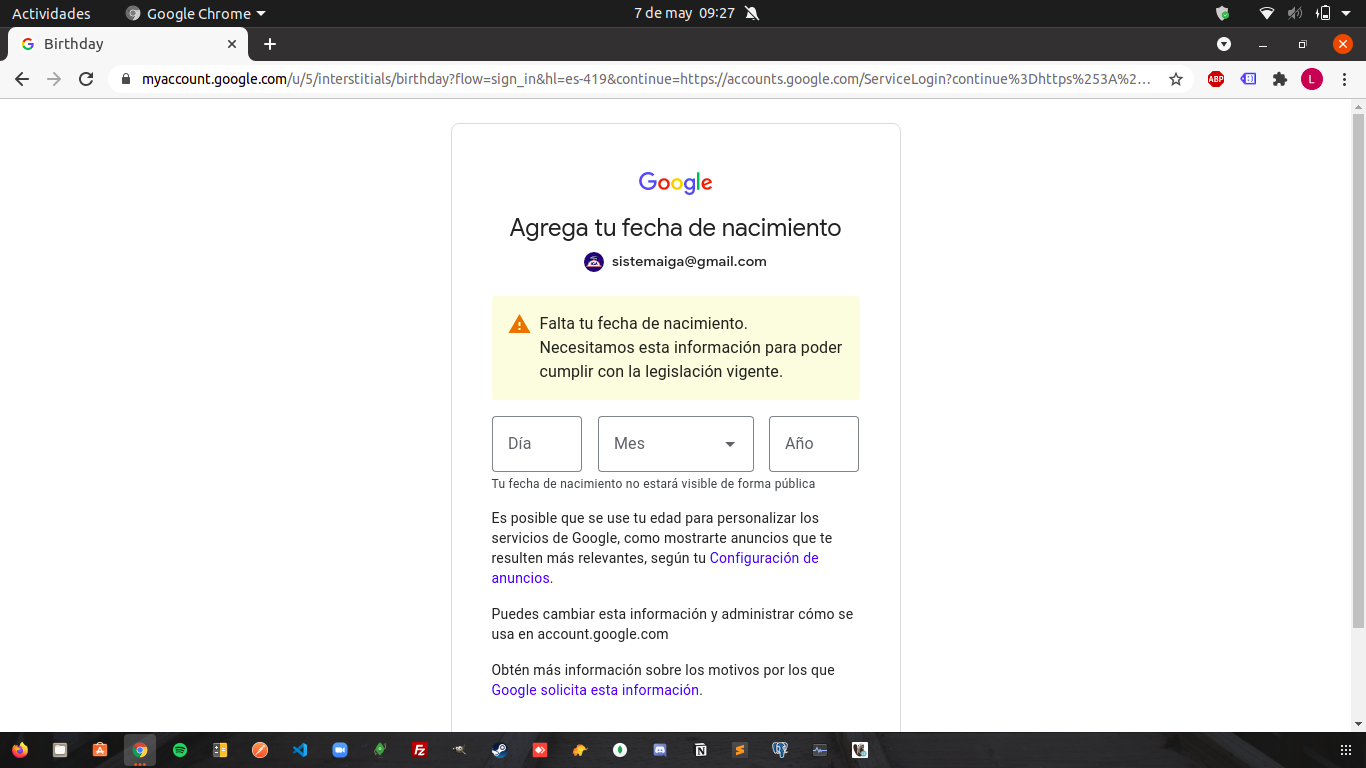 Actividades
Google Chrome
7 de may 09:27
Birthday
myaccount.google.com/u/5/interstitials/birthday?flow=sign_in&hl=es-419&continue=https://accounts.google.com/ServiceLogin?continue%3Dhttps%253A%2...
ABP
L
Google
Agrega tu fecha de nacimiento
sistemaiga@gmail.com
Falta tu fecha de nacimiento.
Necesitamos esta información para poder
cumplir con la legislación vigente.
Día
Mes
Año
Tu fecha de nacimiento no estará visible de forma pública
Es posible que se use tu edad para personalizar los
servicios de Google, como mostrarte anuncios que te
resulten más relevantes, según tu Configuración de
anuncios.
Puedes cambiar esta información y administrar cómo se
usa en account.google.com
Obtén más información sobre los motivos por los que
Google solicita esta información.